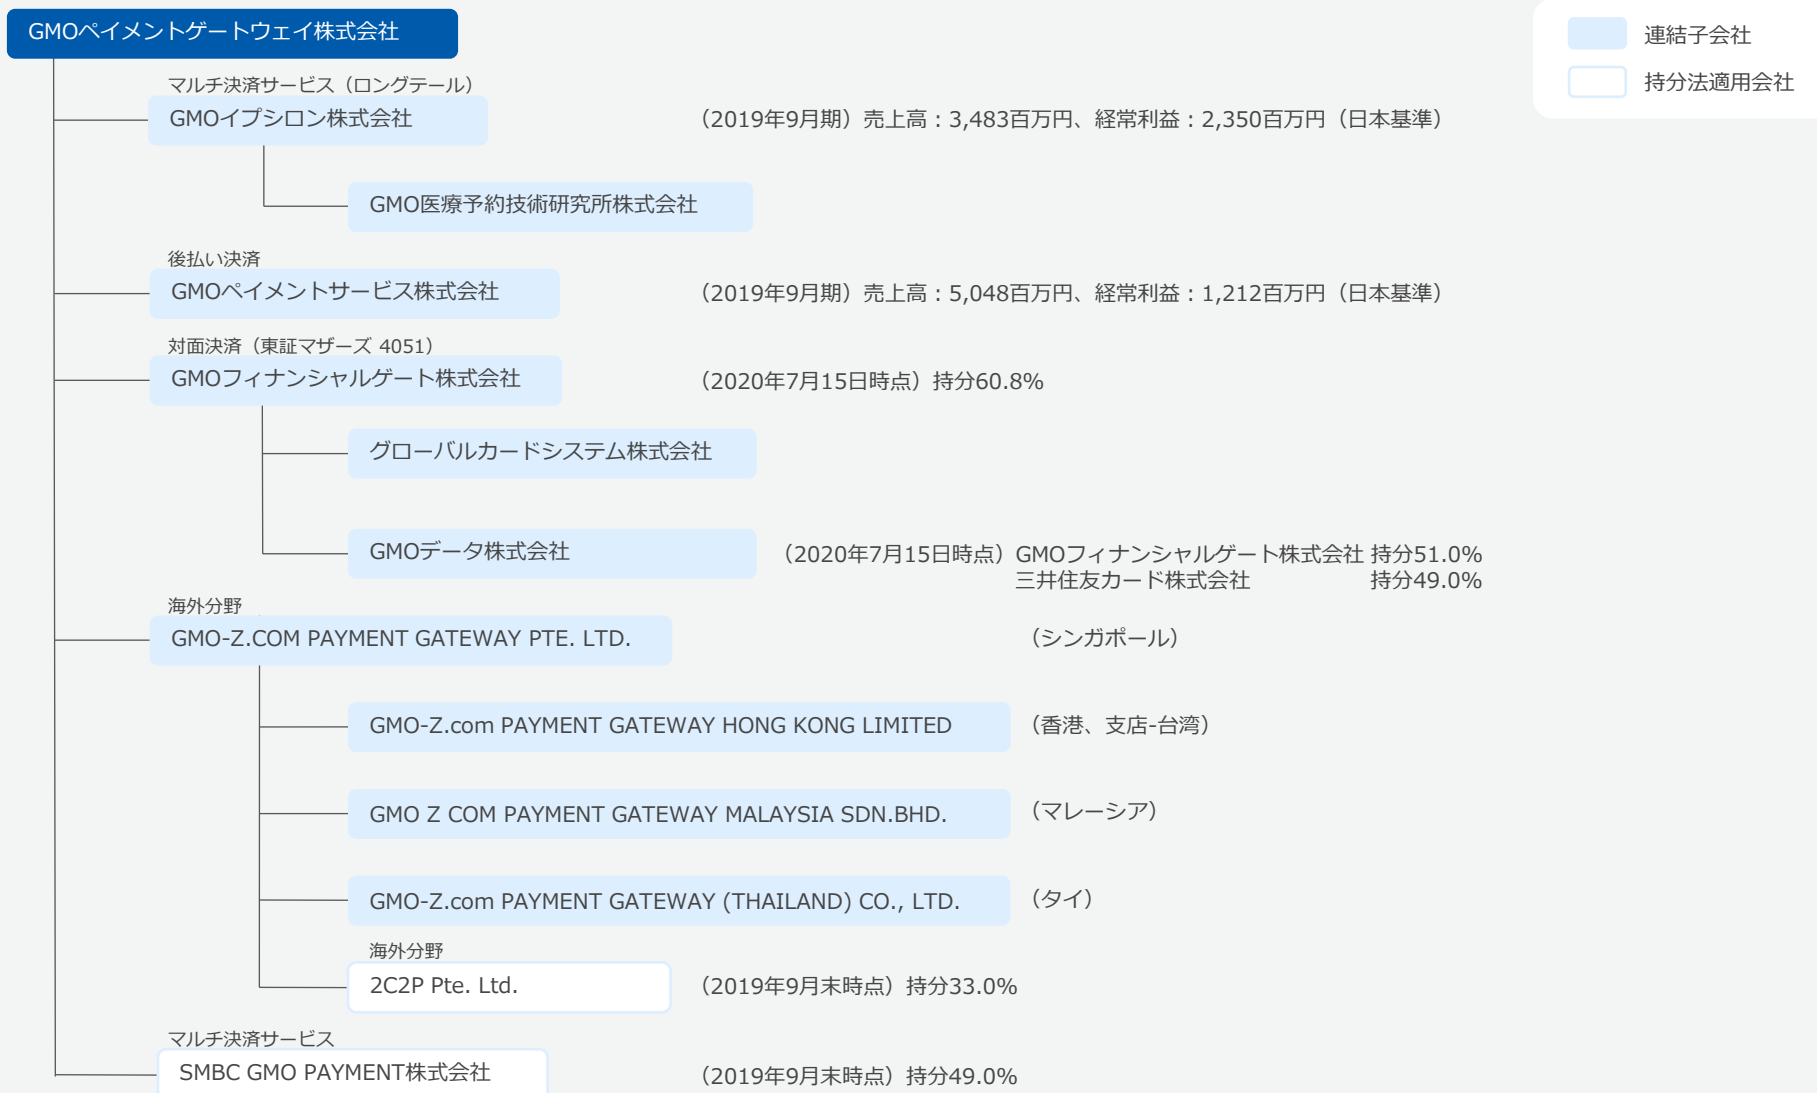 GMOペイメントゲートウェイ株式会社
連結子会社
持分法適用会社
マルチ決済サービス（ロングテール）
GMOイプシロン株式会社
（2019年9月期）売上高：3,483百万円、経常利益：2,350百万円（日本基準）
GMO医療予約技術研究所株式会社
後払い決済
GMOペイメントサービス株式会社
（2019年9月期）売上高：5,048百万円、経常利益：1,212百万円（日本基準）
対面決済（東証マザーズ 4051）
GMOフィナンシャルゲート株式会社
（2020年7月15日時点）持分60.8%
グローバルカードシステム株式会社
GMOデータ株式会社
（2020年7月15日時点）GMOフィナンシャルゲート株式会社 持分51.0%
三井住友カード株式会社 持分49.0%
海外分野
GMO-Z.COM PAYMENT GATEWAY PTE. LTD.
（シンガポール）
GMO-Z.com PAYMENT GATEWAY HONG KONG LIMITED
（香港、支店-台湾）
GMO Z COM PAYMENT GATEWAY MALAYSIA SDN.BHD.
（マレーシア）
GMO-Z.com PAYMENT GATEWAY (THAILAND) CO., LTD.
（タイ）
海外分野
2C2P Pte. Ltd.
（2019年9月末時点）持分33.0%
マルチ決済サービス
SMBC GMO PAYMENT株式会社
（2019年9月末時点）持分49.0%